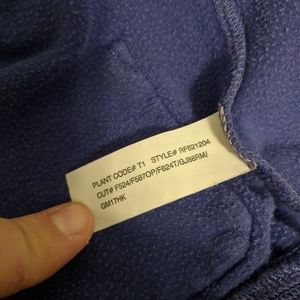 PLANT CODE# T1 STYLE# RF621204
CUT# F524/F587OP/F624T/GJ88RM/
GM17HK